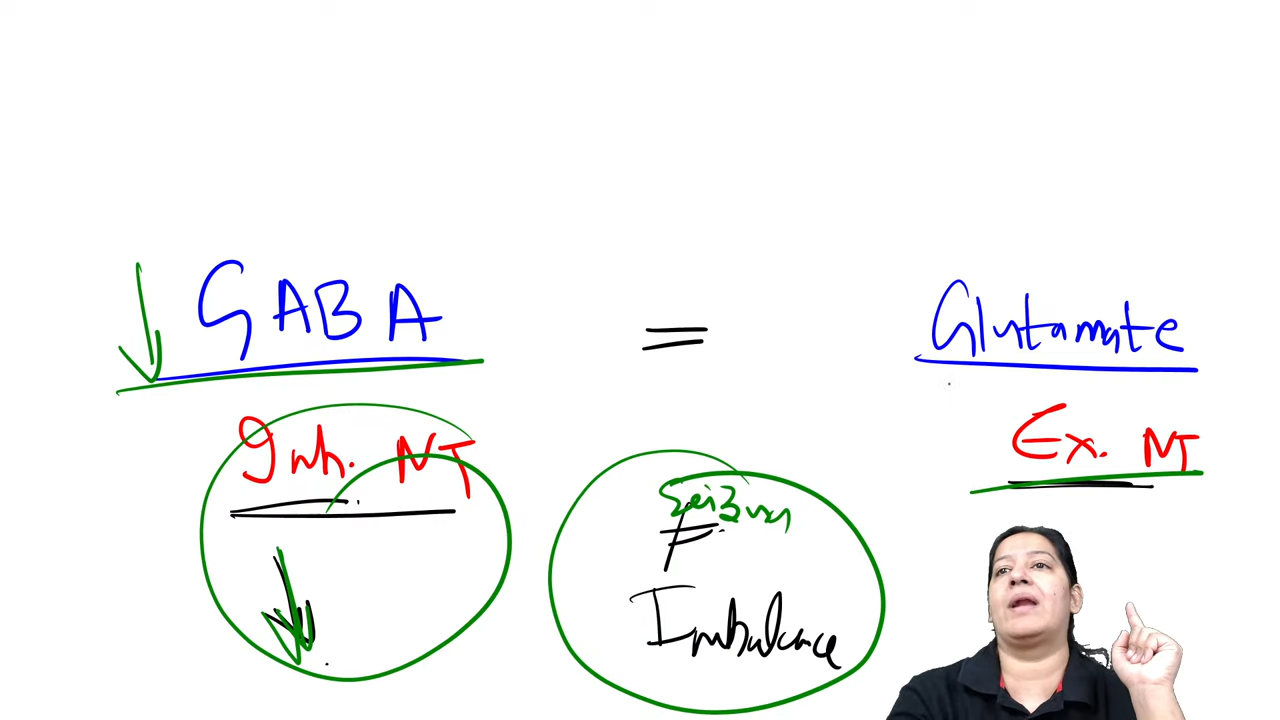 ↓ GABA = Glutamate
Inh. NT
Ex. NT
Seizures
Imbalance